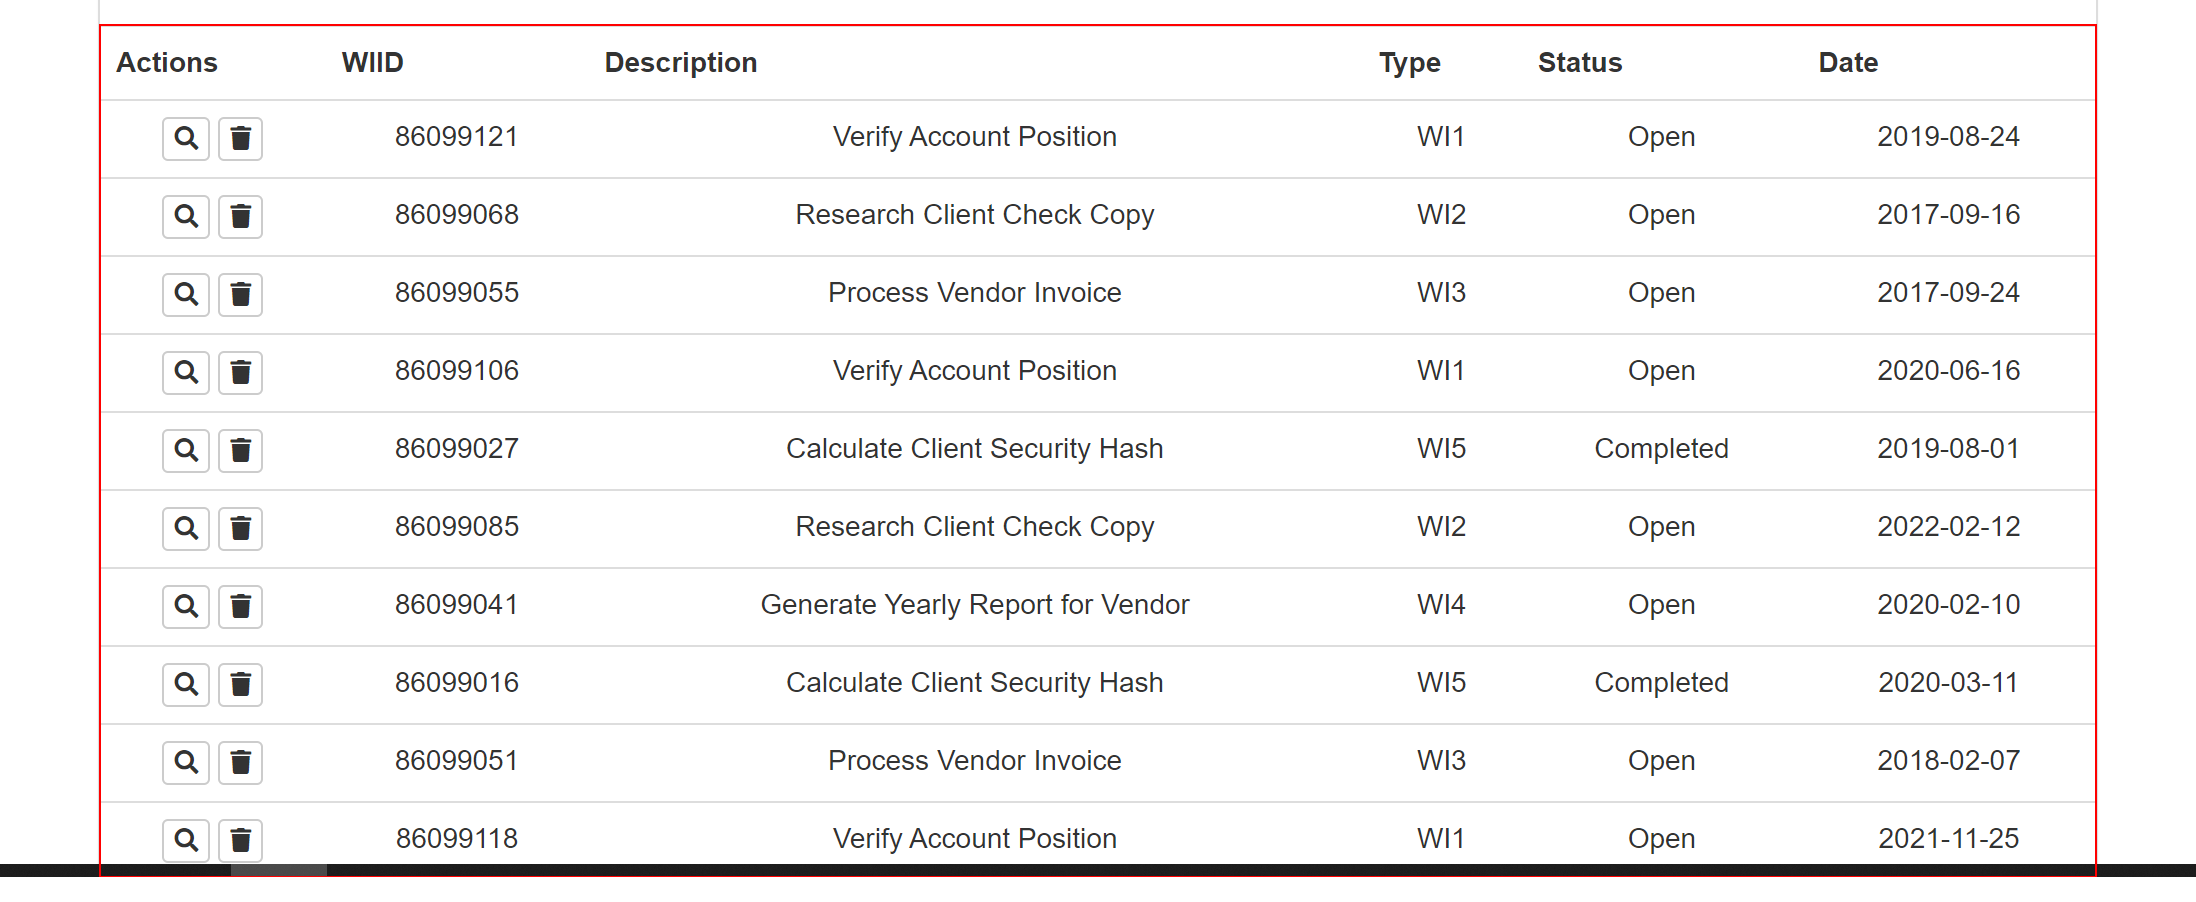 Actions WIID Description Type Status Date
86099121 Verify Account Position WI1 Open 2019-08-24
86099068 Research Client Check Copy WI2 Open 2017-09-16
86099055 Process Vendor Invoice WI3 Open 2017-09-24
86099106 Verify Account Position WI1 Open 2020-06-16
86099027 Calculate Client Security Hash WI5 Completed 2019-08-01
86099085 Research Client Check Copy WI2 Open 2022-02-12
86099041 Generate Yearly Report for Vendor WI4 Open 2020-02-10
86099016 Calculate Client Security Hash WI5 Completed 2020-03-11
86099051 Process Vendor Invoice WI3 Open 2018-02-07
86099118 Verify Account Position WI1 Open 2021-11-25